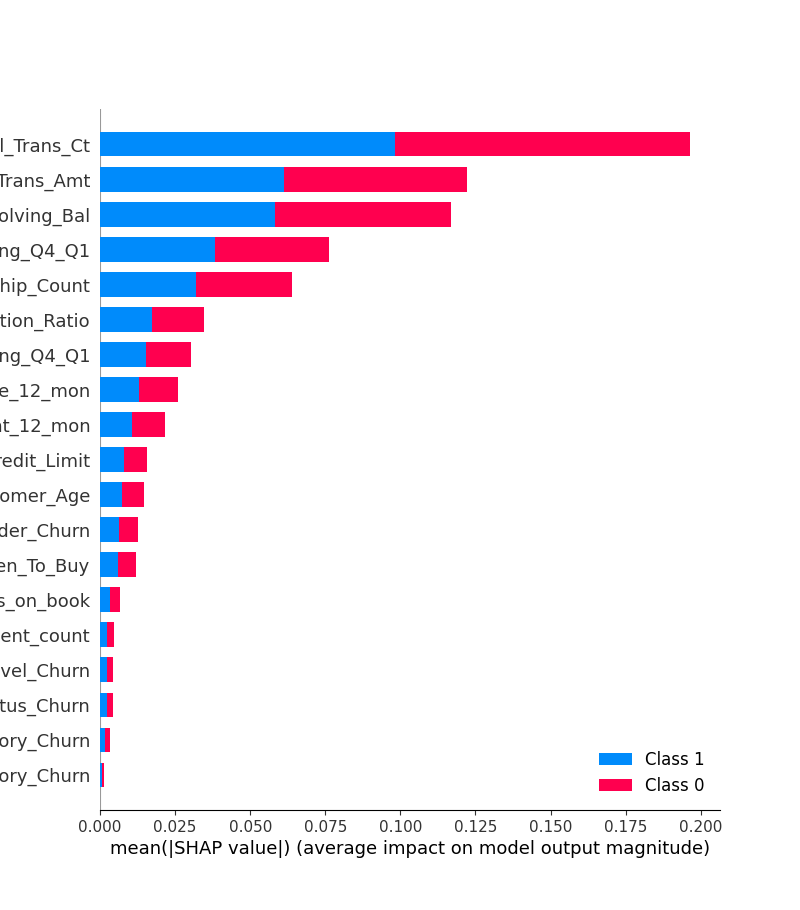 l_Trans_Ct
Trans_Amt
olving_Bal
ng_Q4_Q1
hip_Count
tion_Ratio
ng_Q4_Q1
e_12_mon
t_12_mon
redit_Limit
omer_Age
der_Churn
en_To_Buy
s_on_book
ent_count
vel_Churn
tus_Churn
ory_Churn
ory_Churn
Class 1
Class 0
0.000 0.025 0.050 0.075 0.100 0.125 0.150 0.175 0.200
mean(|SHAP value|) (average impact on model output magnitude)